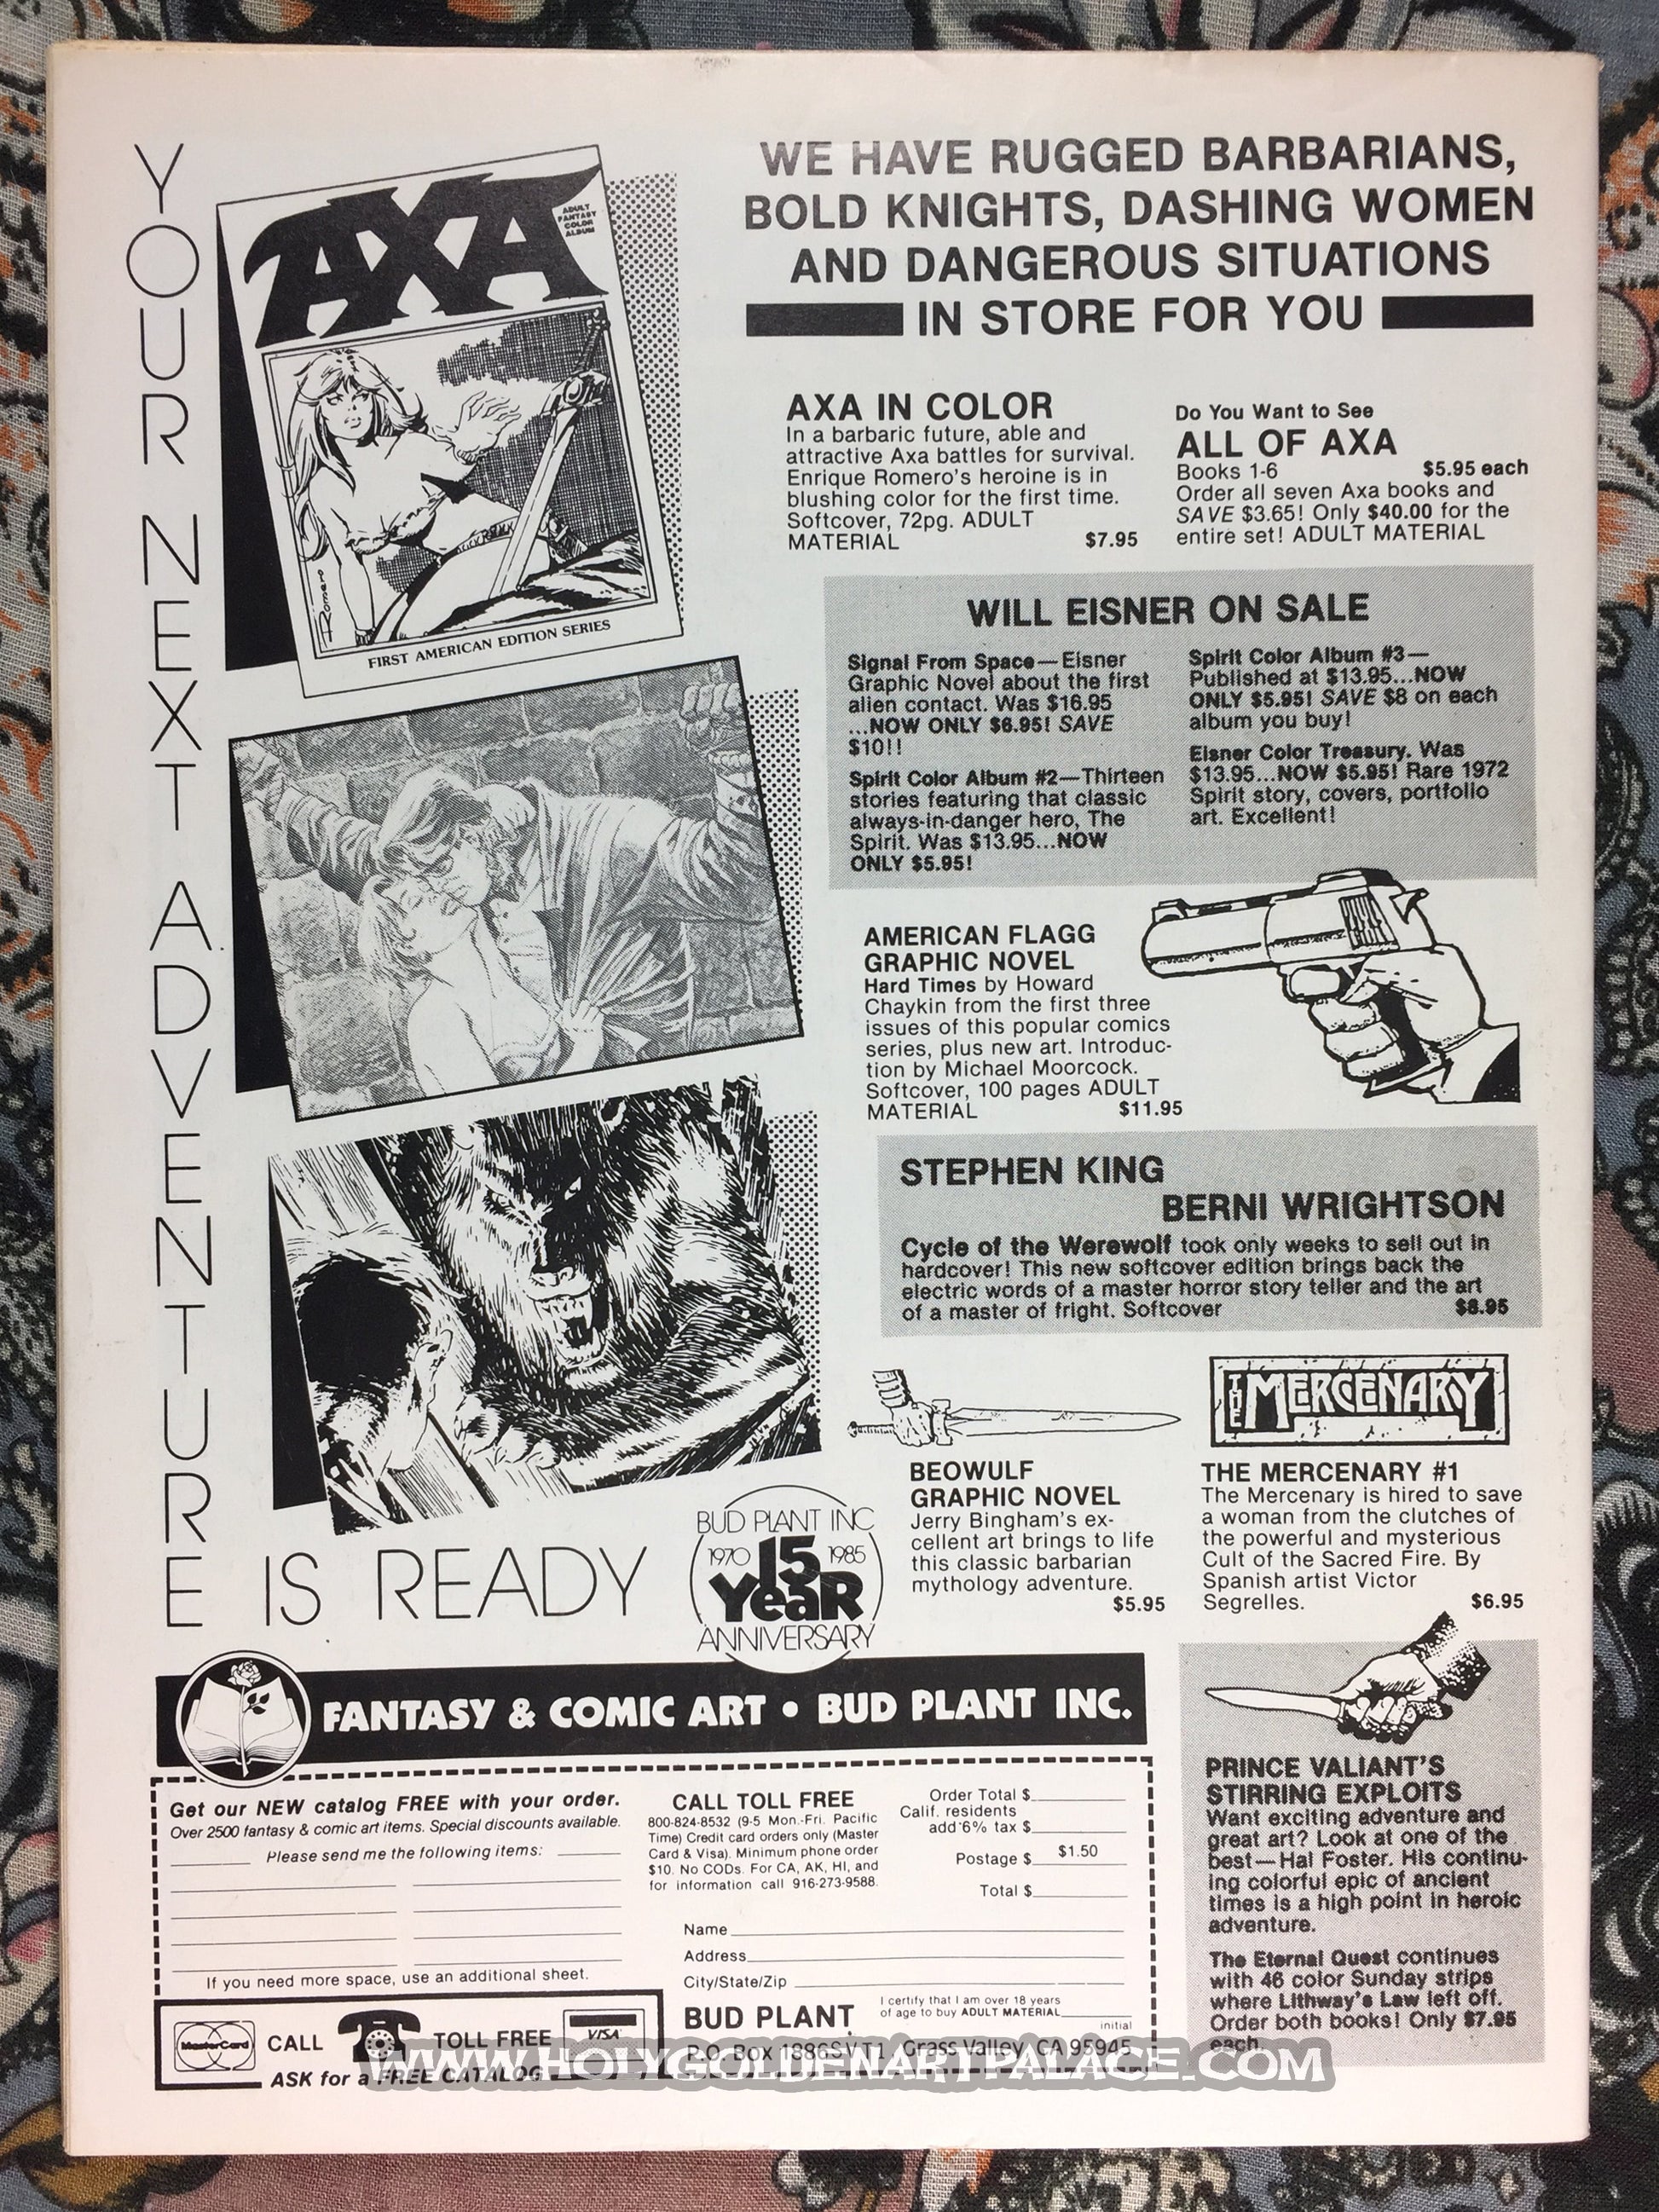 YOUR NEXT ADVENTURE
IS READY
AXA
ADULT
FANTASY
COLOR
ALBUM
Romero
FIRST AMERICAN EDITION SERIES
WE HAVE RUGGED BARBARIANS,
BOLD KNIGHTS, DASHING WOMEN
AND DANGEROUS SITUATIONS
IN STORE FOR YOU
AXA IN COLOR
In a barbaric future, able and
attractive Axa battles for survival.
Enrique Romero's heroine is in
blushing color for the first time.
Softcover, 72pg. ADULT
MATERIAL $7.95
Do You Want to See
ALL OF AXA
Books 1-6 $5.95 each
Order all seven Axa books and
SAVE $3.65! Only $40.00 for the
entire set! ADULT MATERIAL
WILL EISNER ON SALE
Signal From Space—Eisner
Graphic Novel about the first
alien contact. Was $16.95
...NOW ONLY $6.95! SAVE
$10!!
Spirit Color Album #2—Thirteen
stories featuring that classic
always-in-danger hero, The
Spirit. Was $13.95...NOW
ONLY $5.95!
Spirit Color Album #3—
Published at $13.95...NOW
ONLY $5.95! SAVE $8 on each
album you buy!
Eisner Color Treasury. Was
$13.95...NOW $5.95! Rare 1972
Spirit story, covers, portfolio
art. Excellent!
AMERICAN FLAGG
GRAPHIC NOVEL
Hard Times by Howard
Chaykin from the first three
issues of this popular comics
series, plus new art. Introduc-
tion by Michael Moorcock.
Softcover, 100 pages ADULT
MATERIAL $11.95
STEPHEN KING
BERNI WRIGHTSON
Cycle of the Werewolf took only weeks to sell out in
hardcover! This new softcover edition brings back the
electric words of a master horror story teller and the art
of a master of fright. Softcover $8.95
BEOWULF
GRAPHIC NOVEL
Jerry Bingham's ex-
cellent art brings to life
this classic barbarian
mythology adventure.
$5.95
THE MERCENARY
THE MERCENARY #1
The Mercenary is hired to save
a woman from the clutches of
the powerful and mysterious
Cult of the Sacred Fire. By
Spanish artist Victor
Segrelles. $6.95
BUD PLANT INC
1970 15 1985
YeaR
ANNIVERSARY
FANTASY & COMIC ART • BUD PLANT INC.
PRINCE VALIANT'S
STIRRING EXPLOITS
Want exciting adventure and
great art? Look at one of the
best—Hal Foster. His continu-
ing colorful epic of ancient
times is a high point in heroic
adventure.
The Eternal Quest continues
with 46 color Sunday strips
where Lithway's Law left off.
Order both books! Only $7.95
each.
Get our NEW catalog FREE with your order.
Over 2500 fantasy & comic art items. Special discounts available.
Please send me the following items:
If you need more space, use an additional sheet.
CALL TOLL FREE
800-824-8532 (9-5 Mon.-Fri. Pacific
Time) Credit card orders only (Master
Card & Visa). Minimum phone order
$10. No CODs. For CA, AK, HI, and
for information call 916-273-9588.
Order Total $
Calif. residents
add 6% tax $
Postage $ $1.50
Total $
Name
Address
City/State/Zip
BUD PLANT
I certify that I am over 18 years
of age to buy ADULT MATERIAL
initial
P.O. Box 1886SVT1, Grass Valley, CA 95945
MasterCard CALL TOLL FREE VISA
ASK for a FREE CATALOG
WWW.HOLYGOLDENARTPALACE.COM